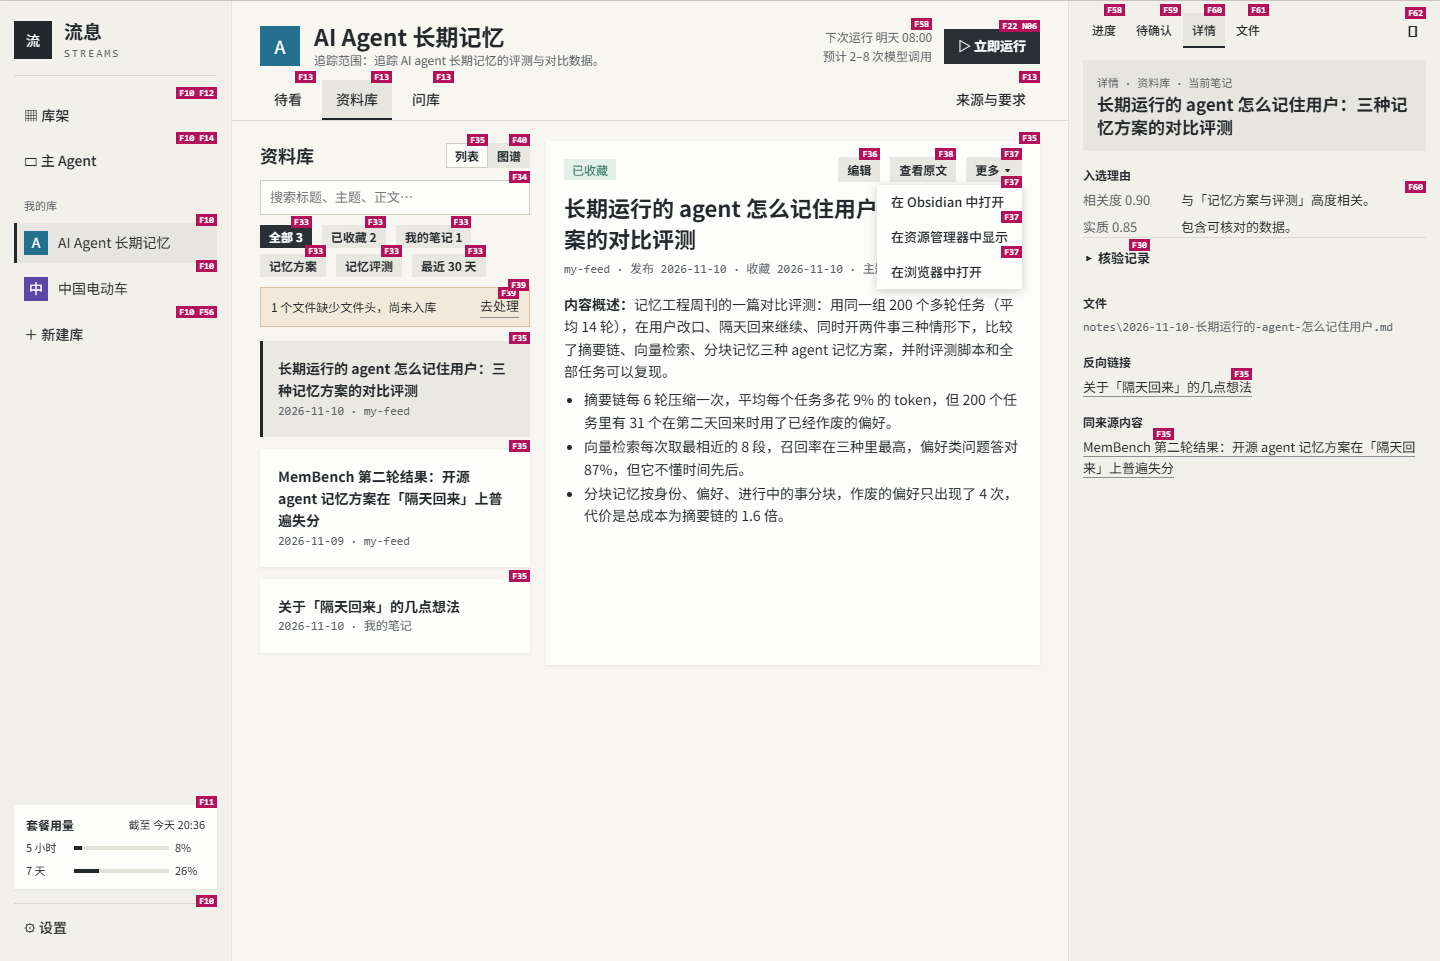 流
流息
STREAMS
F10 F12
库架
F10 F14
主 Agent
我的库
F10
A
AI Agent 长期记忆
F10
中
中国电动车
F10 F56
新建库
F11
套餐用量
截至 今天 20:36
5 小时
8%
7 天
26%
F10
设置
A
AI Agent 长期记忆
追踪范围：追踪 AI agent 长期记忆的评测与对比数据。
F58
下次运行 明天 08:00
预计 2–8 次模型调用
F22 N06
立即运行
F13
待看
F13
资料库
F13
问库
F13
来源与要求
资料库
F35
列表
F40
图谱
F34
搜索标题、主题、正文…
F33
全部 3
F33
已收藏 2
F33
我的笔记 1
F33
记忆方案
F33
记忆评测
F33
最近 30 天
F39
1 个文件缺少文件头，尚未入库
F39
去处理
F35
长期运行的 agent 怎么记住用户：三
种记忆方案的对比评测
2026-11-10 · my-feed
F35
MemBench 第二轮结果：开源
agent 记忆方案在「隔天回来」上普
遍失分
2026-11-09 · my-feed
F35
关于「隔天回来」的几点想法
2026-11-10 · 我的笔记
F35
已收藏
F36
编辑
F38
查看原文
F37
更多
F37
在 Obsidian 中打开
F37
在资源管理器中显示
F37
在浏览器中打开
长期运行的 agent 怎么记住用户
案的对比评测
my-feed · 发布 2026-11-10 · 收藏 2026-11-10 · 主
内容概述：记忆工程周刊的一篇对比评测：用同一组 200 个多轮任务（平
均 14 轮），在用户改口、隔天回来继续、同时开两件事三种情形下，比较
了摘要链、向量检索、分块记忆三种 agent 记忆方案，并附评测脚本和全
部任务可以复现。
• 摘要链每 6 轮压缩一次，平均每个任务多花 9% 的 token，但 200 个任
务里有 31 个在第二天回来时用了已经作废的偏好。
• 向量检索每次取最相近的 8 段，召回率在三种里最高，偏好类问题答对
87%，但它不懂时间先后。
• 分块记忆按身份、偏好、进行中的事分块，作废的偏好只出现了 4 次，
代价是总成本为摘要链的 1.6 倍。
F58
进度
F59
待确认
F60
详情
F61
文件
F62
详情 · 资料库 · 当前笔记
长期运行的 agent 怎么记住用户：三种记
忆方案的对比评测
入选理由
F60
相关度 0.90
与「记忆方案与评测」高度相关。
实质 0.85
包含可核对的数据。
F30
核验记录
文件
notes\2026-11-10-长期运行的-agent-怎么记住用户.md
反向链接
F35
关于「隔天回来」的几点想法
同来源内容
F35
MemBench 第二轮结果：开源 agent 记忆方案在「隔天回
来」上普遍失分